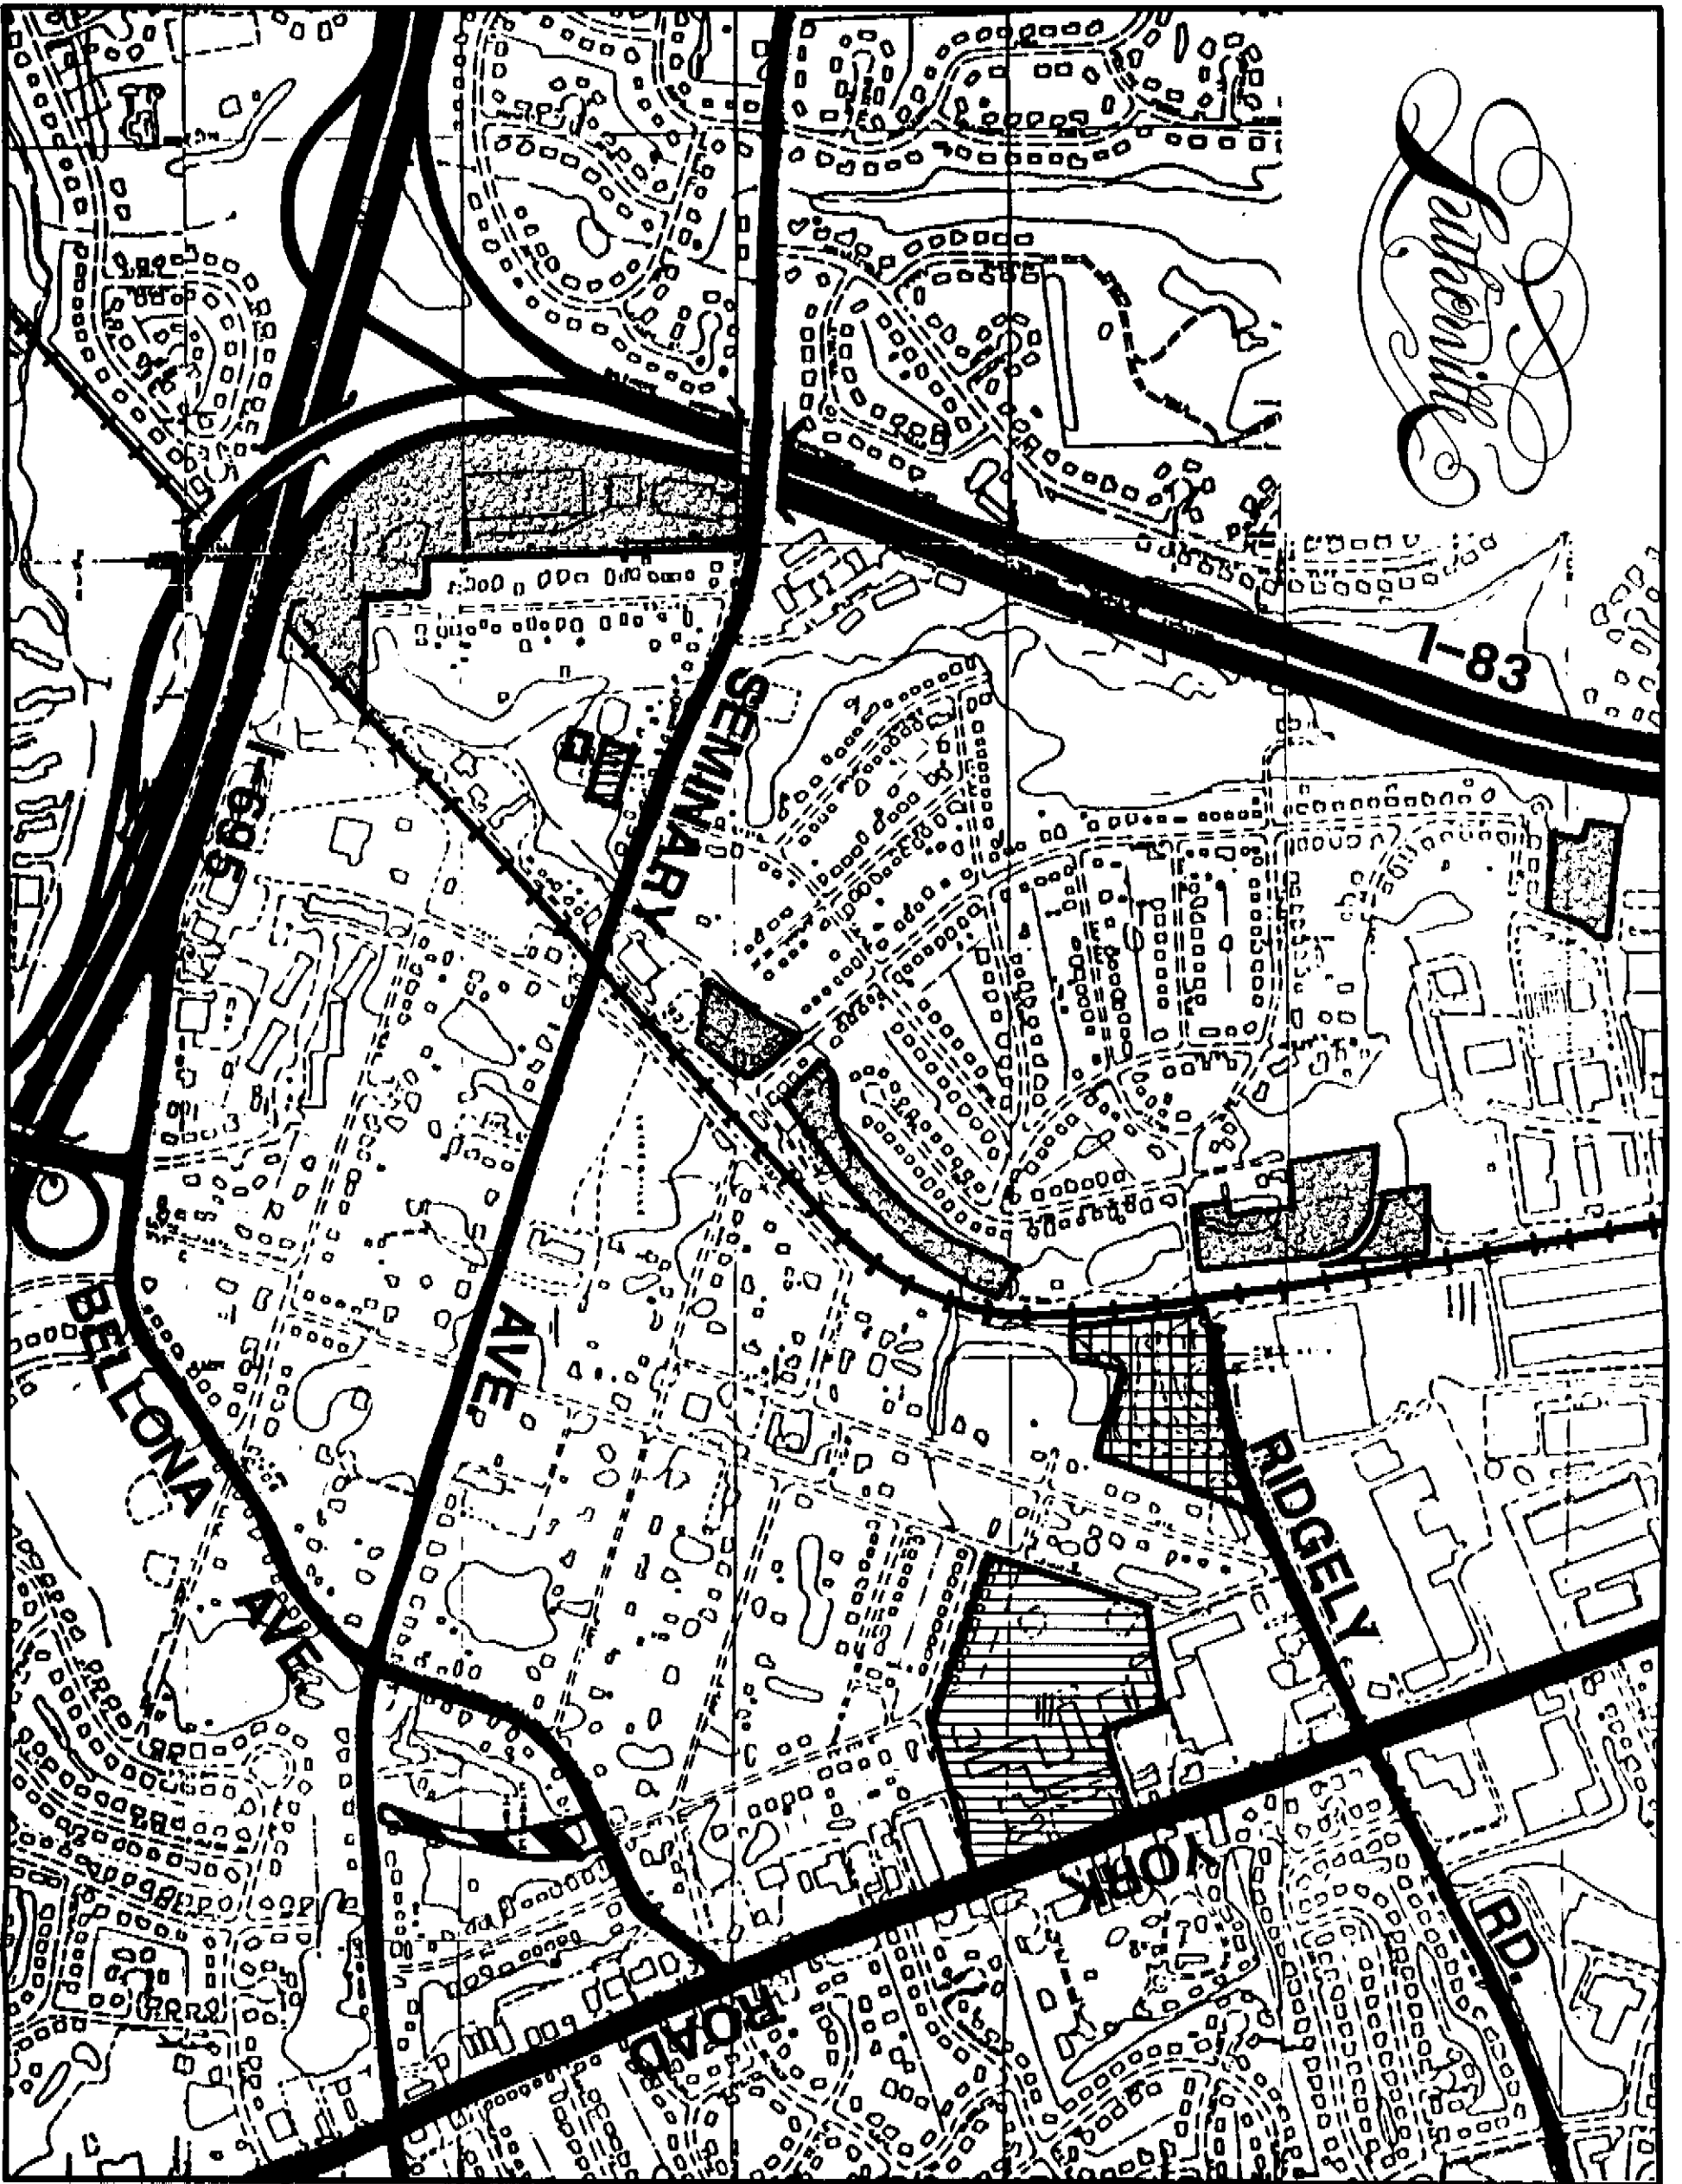 Lutherville
I-83
SEMINARY
AVE.
I-695
BELLONA
AVE.
RIDGELY
RD.
YORK
ROAD